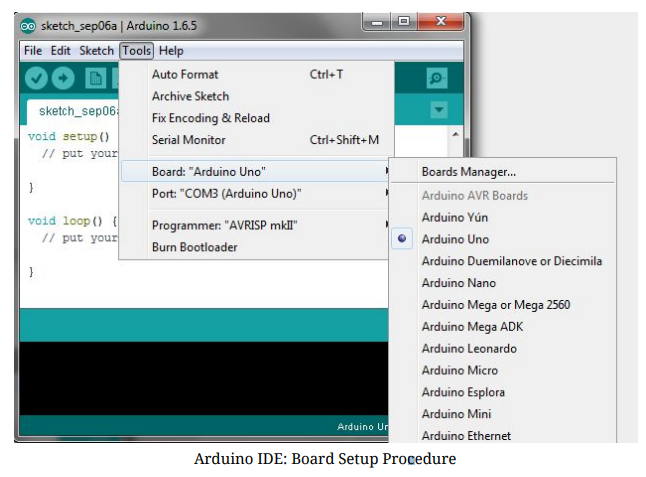 sketch_sep06a | Arduino 1.6.5
File Edit Sketch Tools Help
Auto Format Ctrl+T
Archive Sketch
Fix Encoding & Reload
Serial Monitor Ctrl+Shift+M
Board: "Arduino Uno"
Port: "COM3 (Arduino Uno)"
Programmer: "AVRISP mkII"
Burn Bootloader
sketch_sep06a
void setup()
// put your
}
void loop() {
// put your
}
Boards Manager...
Arduino AVR Boards
Arduino Yún
Arduino Uno
Arduino Duemilanove or Diecimila
Arduino Nano
Arduino Mega or Mega 2560
Arduino Mega ADK
Arduino Leonardo
Arduino Micro
Arduino Esplora
Arduino Mini
Arduino Ethernet
Arduino Un
Arduino IDE: Board Setup Procedure